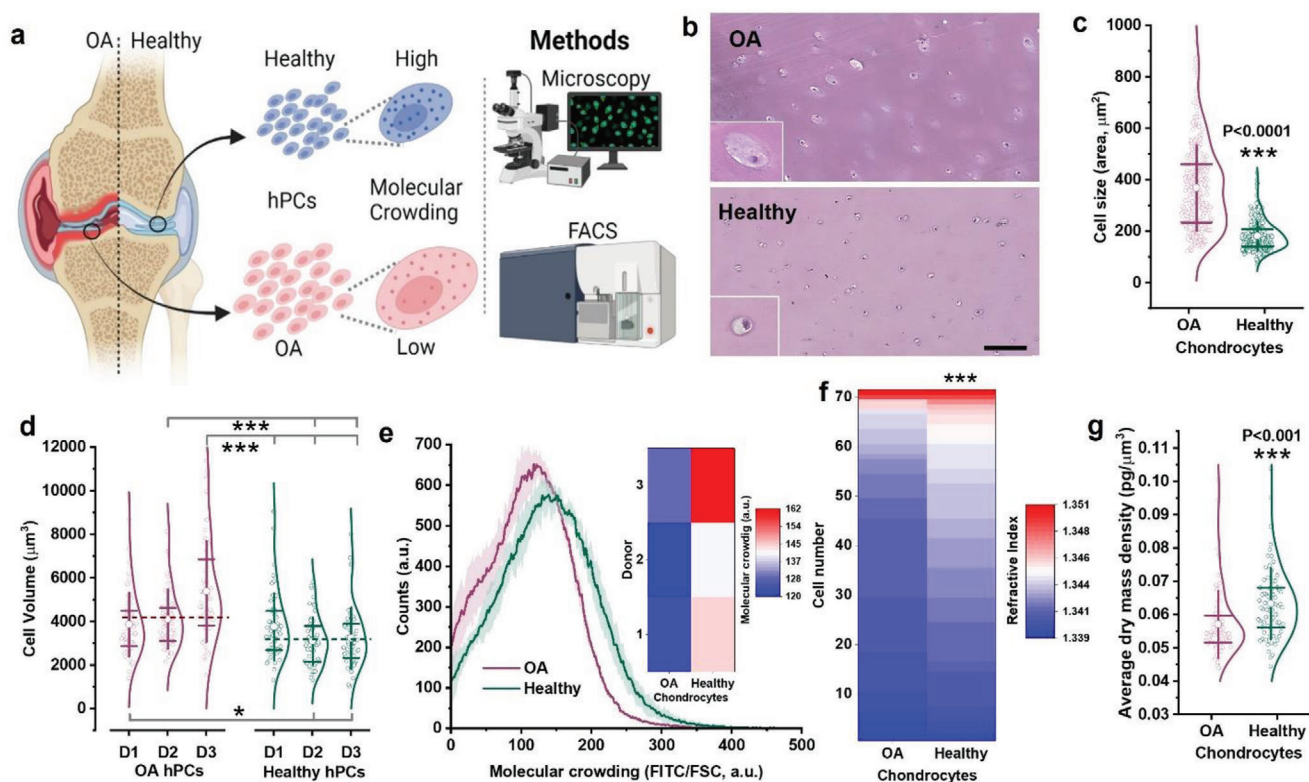 a
OA
Healthy
Healthy
High
hPCs
Molecular
Crowding
OA
Low
Methods
Microscopy
FACS
b
OA
Healthy
c
Cell size (area, μm²)
1000
800
600
400
200
0
P<0.0001
***
OA
Healthy
Chondrocytes
d
Cell Volume (μm³)
12000
10000
8000
6000
4000
2000
0
***
***
*
D1
D2
D3
D1
D2
D3
OA hPCs
Healthy hPCs
e
Counts (a.u.)
700
600
500
400
300
200
100
0
OA
Healthy
0
100
200
300
400
500
Molecular crowding (FITC/FSC, a.u.)
Donor
3
2
1
OA
Healthy
Chondrocytes
Molecular crowdig (a.u.)
162
154
145
137
128
120
f
***
Cell number
70
60
50
40
30
20
10
OA
Healthy
Chondrocytes
Refractive Index
1.351
1.348
1.346
1.344
1.341
1.339
g
Average dry mass density (pg/μm³)
0.11
0.10
0.09
0.08
0.07
0.06
0.05
0.04
0.03
P<0.001
***
OA
Healthy
Chondrocytes